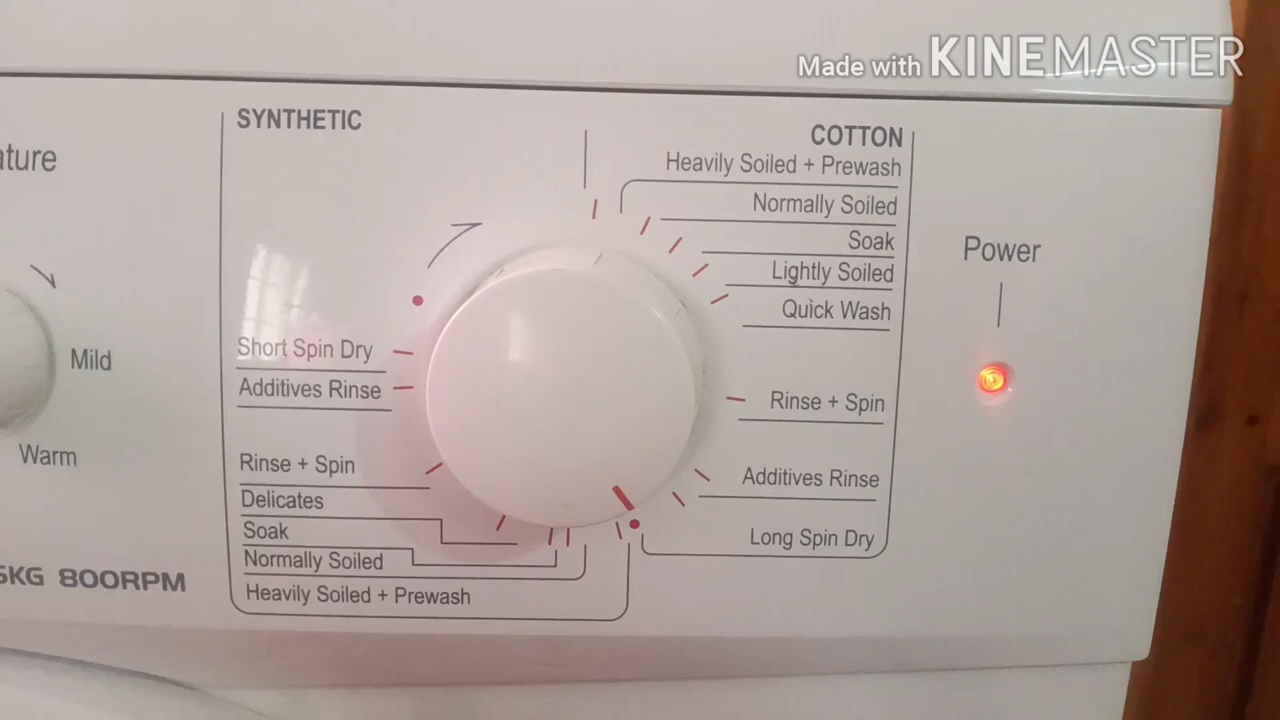 Made with KINEMASTER
SYNTHETIC
COTTON
Heavily Soiled + Prewash
Normally Soiled
Soak
Lightly Soiled
Quick Wash
Rinse + Spin
Additives Rinse
Long Spin Dry
Short Spin Dry
Additives Rinse
Rinse + Spin
Delicates
Soak
Normally Soiled
Heavily Soiled + Prewash
Power
Mild
Warm
800RPM